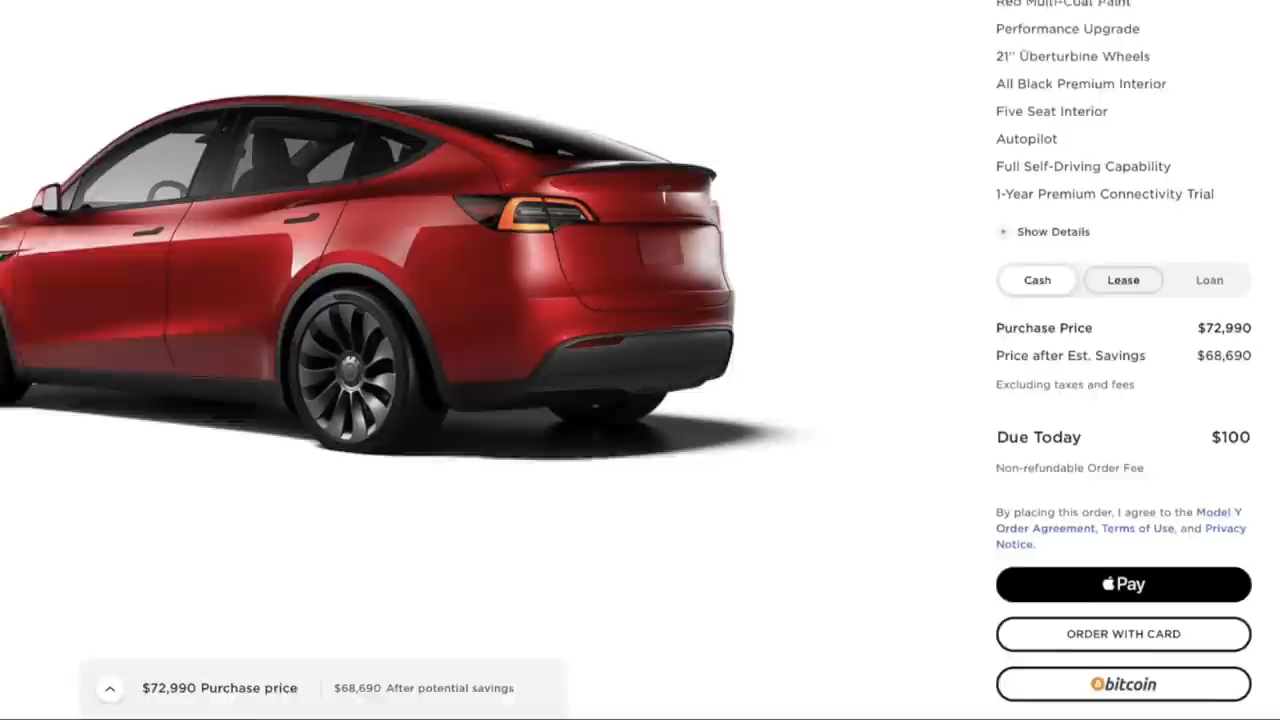 Red Multi-Coat Paint
Performance Upgrade
21'' Überturbine Wheels
All Black Premium Interior
Five Seat Interior
Autopilot
Full Self-Driving Capability
1-Year Premium Connectivity Trial
+ Show Details
Cash Lease Loan
Purchase Price $72,990
Price after Est. Savings $68,690
Excluding taxes and fees
Due Today $100
Non-refundable Order Fee
By placing this order, I agree to the Model Y
Order Agreement, Terms of Use, and Privacy
Notice.
Pay
ORDER WITH CARD
bitcoin
$72,990 Purchase price $68,690 After potential savings